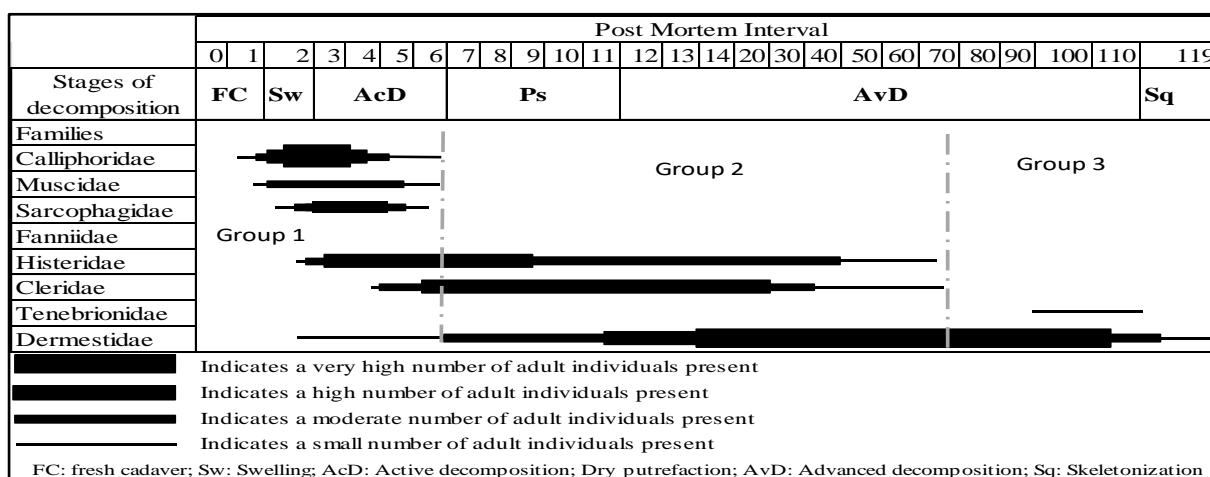 Post Mortem Interval
0 1 2 3 4 5 6 7 8 9 10 11 12 13 14 20 30 40 50 60 70 80 90 100 110 119
Stages of
decomposition
FC Sw AcD Ps AvD Sq
Families
Calliphoridae
Group 2 Group 3
Muscidae
Sarcophagidae
Fanniidae
Group 1
Histeridae
Cleridae
Tenebrionidae
Dermestidae
Indicates a very high number of adult individuals present
Indicates a high number of adult individuals present
Indicates a moderate number of adult individuals present
Indicates a small number of adult individuals present
FC: fresh cadaver; Sw: Swelling; AcD: Active decomposition; Dry putrefaction; AvD: Advanced decomposition; Sq: Skeletonization